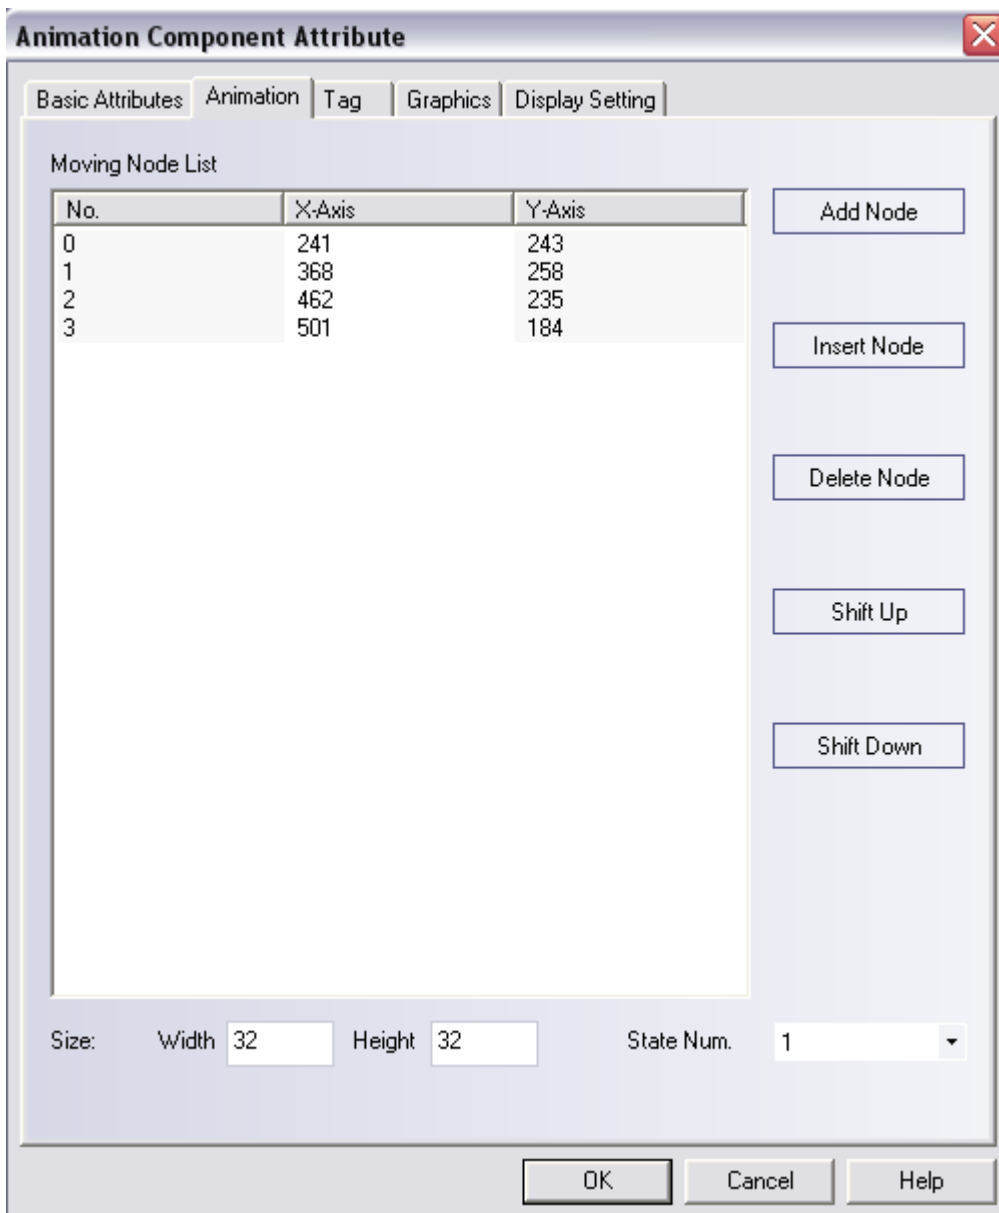 Animation Component Attribute
Basic Attributes Animation Tag Graphics Display Setting
Moving Node List
No. X-Axis Y-Axis
0 241 243
1 368 258
2 462 235
3 501 184
Add Node
Insert Node
Delete Node
Shift Up
Shift Down
Size: Width 32 Height 32 State Num. 1
OK Cancel Help